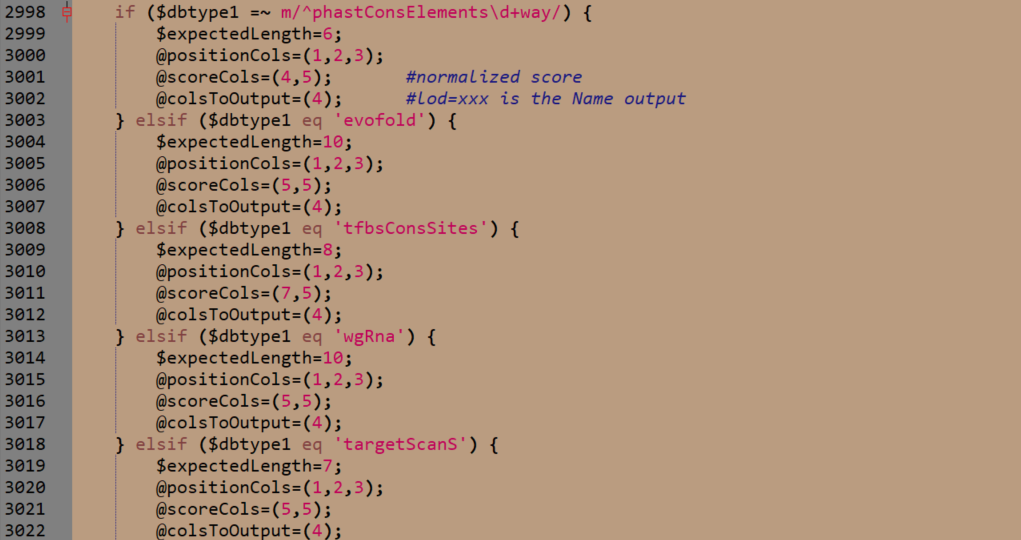 2998 if ($dbtype1 =~ m/^phastConsElements\d+way/) {
2999 $expectedLength=6;
3000 @positionCols=(1,2,3);
3001 @scoreCols=(4,5); #normalized score
3002 @colsToOutput=(4); #lod=xxx is the Name output
3003 } elsif ($dbtype1 eq 'evofold') {
3004 $expectedLength=10;
3005 @positionCols=(1,2,3);
3006 @scoreCols=(5,5);
3007 @colsToOutput=(4);
3008 } elsif ($dbtype1 eq 'tfbsConsSites') {
3009 $expectedLength=8;
3010 @positionCols=(1,2,3);
3011 @scoreCols=(7,5);
3012 @colsToOutput=(4);
3013 } elsif ($dbtype1 eq 'wgRna') {
3014 $expectedLength=10;
3015 @positionCols=(1,2,3);
3016 @scoreCols=(5,5);
3017 @colsToOutput=(4);
3018 } elsif ($dbtype1 eq 'targetScanS') {
3019 $expectedLength=7;
3020 @positionCols=(1,2,3);
3021 @scoreCols=(5,5);
3022 @colsToOutput=(4);